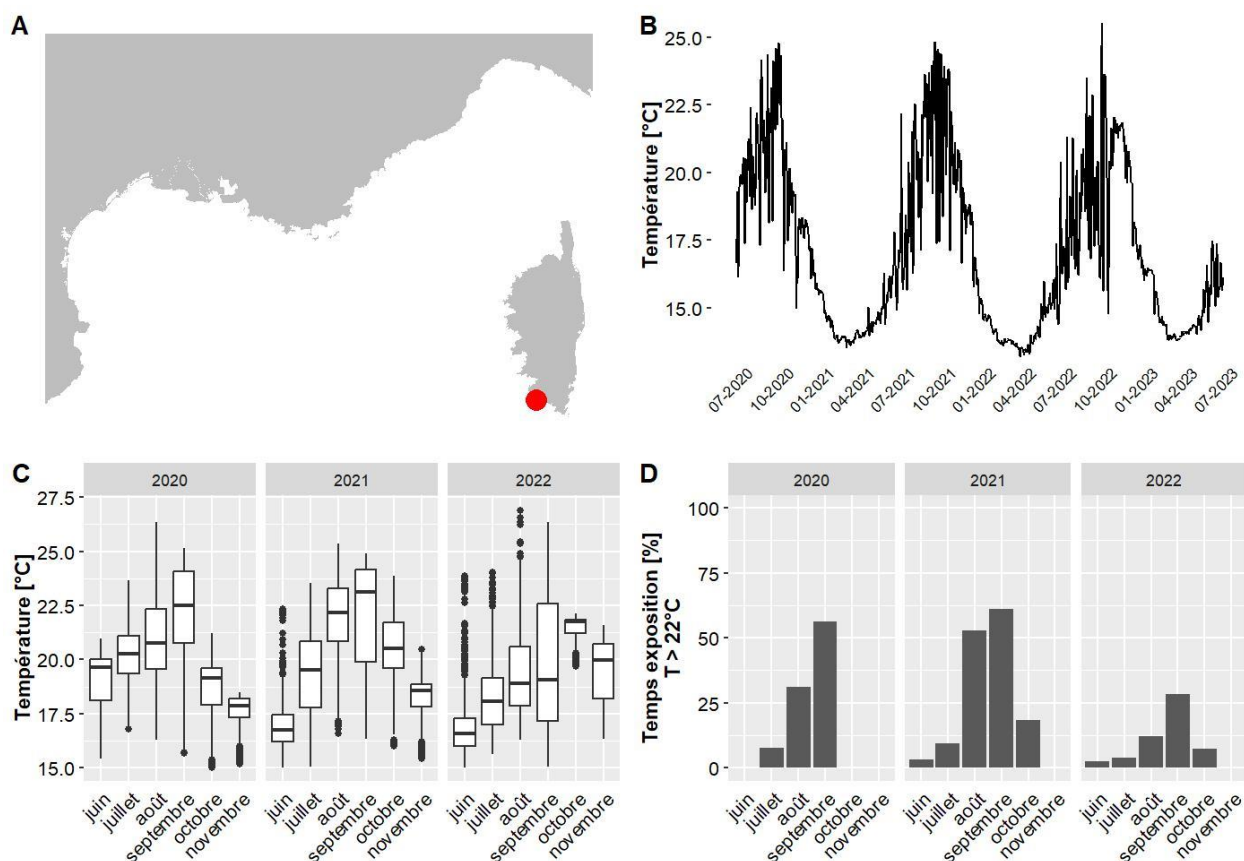 A
B
Température [°C]
25.0
22.5
20.0
17.5
15.0
07-2020
10-2020
01-2021
04-2021
07-2021
10-2021
01-2022
04-2022
07-2022
10-2022
01-2023
04-2023
07-2023
C
2020
2021
2022
Température [°C]
27.5
25.0
22.5
20.0
17.5
15.0
juin
juillet
août
septembre
octobre
novembre
juin
juillet
août
septembre
octobre
novembre
juin
juillet
août
septembre
octobre
novembre
D
2020
2021
2022
Temps exposition [%]
T > 22°C
100
75
50
25
0
juin
juillet
août
septembre
octobre
novembre
juin
juillet
août
septembre
octobre
novembre
juin
juillet
août
septembre
octobre
novembre